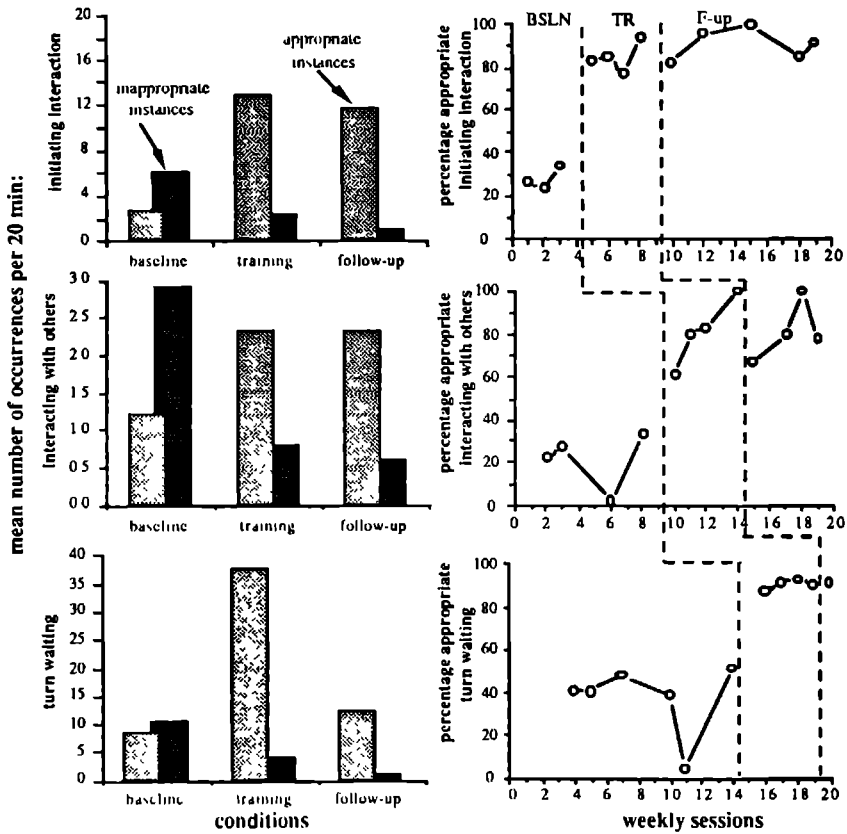 mean number of occurrences per 20 min:
initiating interaction
20
16
12
8
4
0
inappropriate
instances
appropriate
instances
baseline training follow-up
percentage appropriate
Initiating interaction
BSLN TR F-up
100
80
60
40
20
0
0 2 4 6 8 10 12 14 16 18 20
Interacting with others
3 0
2 5
2 0
1 5
1 0
0 5
0 0
baseline training follow-up
percentage appropriate
interacting with others
100
80
60
40
20
0
0 2 4 6 8 10 12 14 16 18 20
turn waiting
40
35
30
25
20
15
10
5
0
baseline training follow-up
conditions
percentage appropriate
turn waiting
100
80
60
40
20
0
0 2 4 6 8 10 12 14 16 18 20
weekly sessions